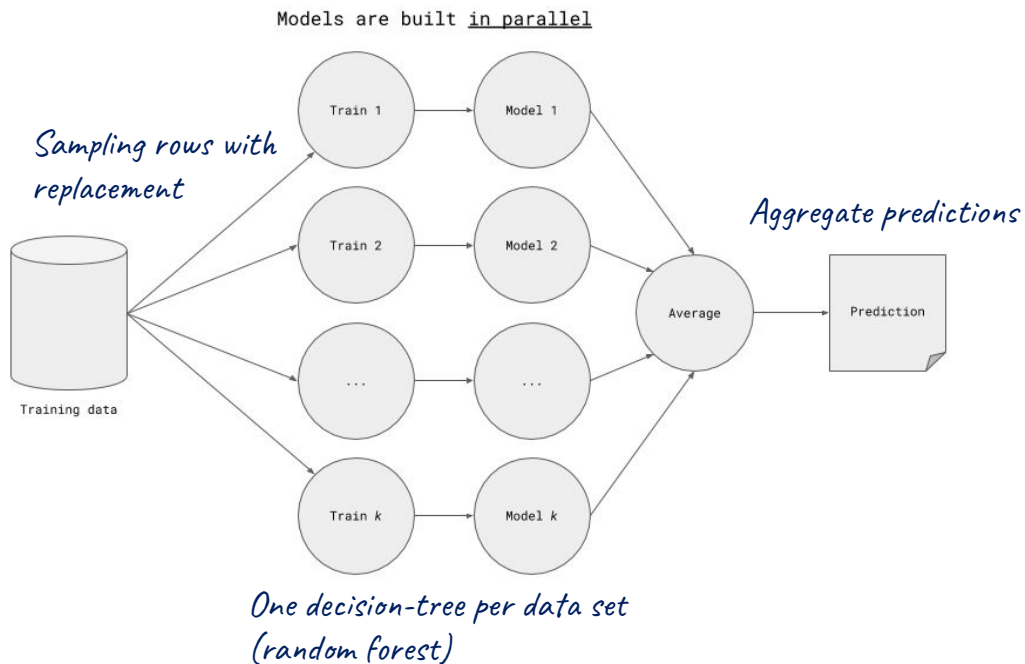 Models are built in parallel
Train 1
Model 1
Sampling rows with
replacement
Train 2
Model 2
Aggregate predictions
Average
Prediction
...
...
Training data
Train k
Model k
One decision-tree per data set
(random forest)